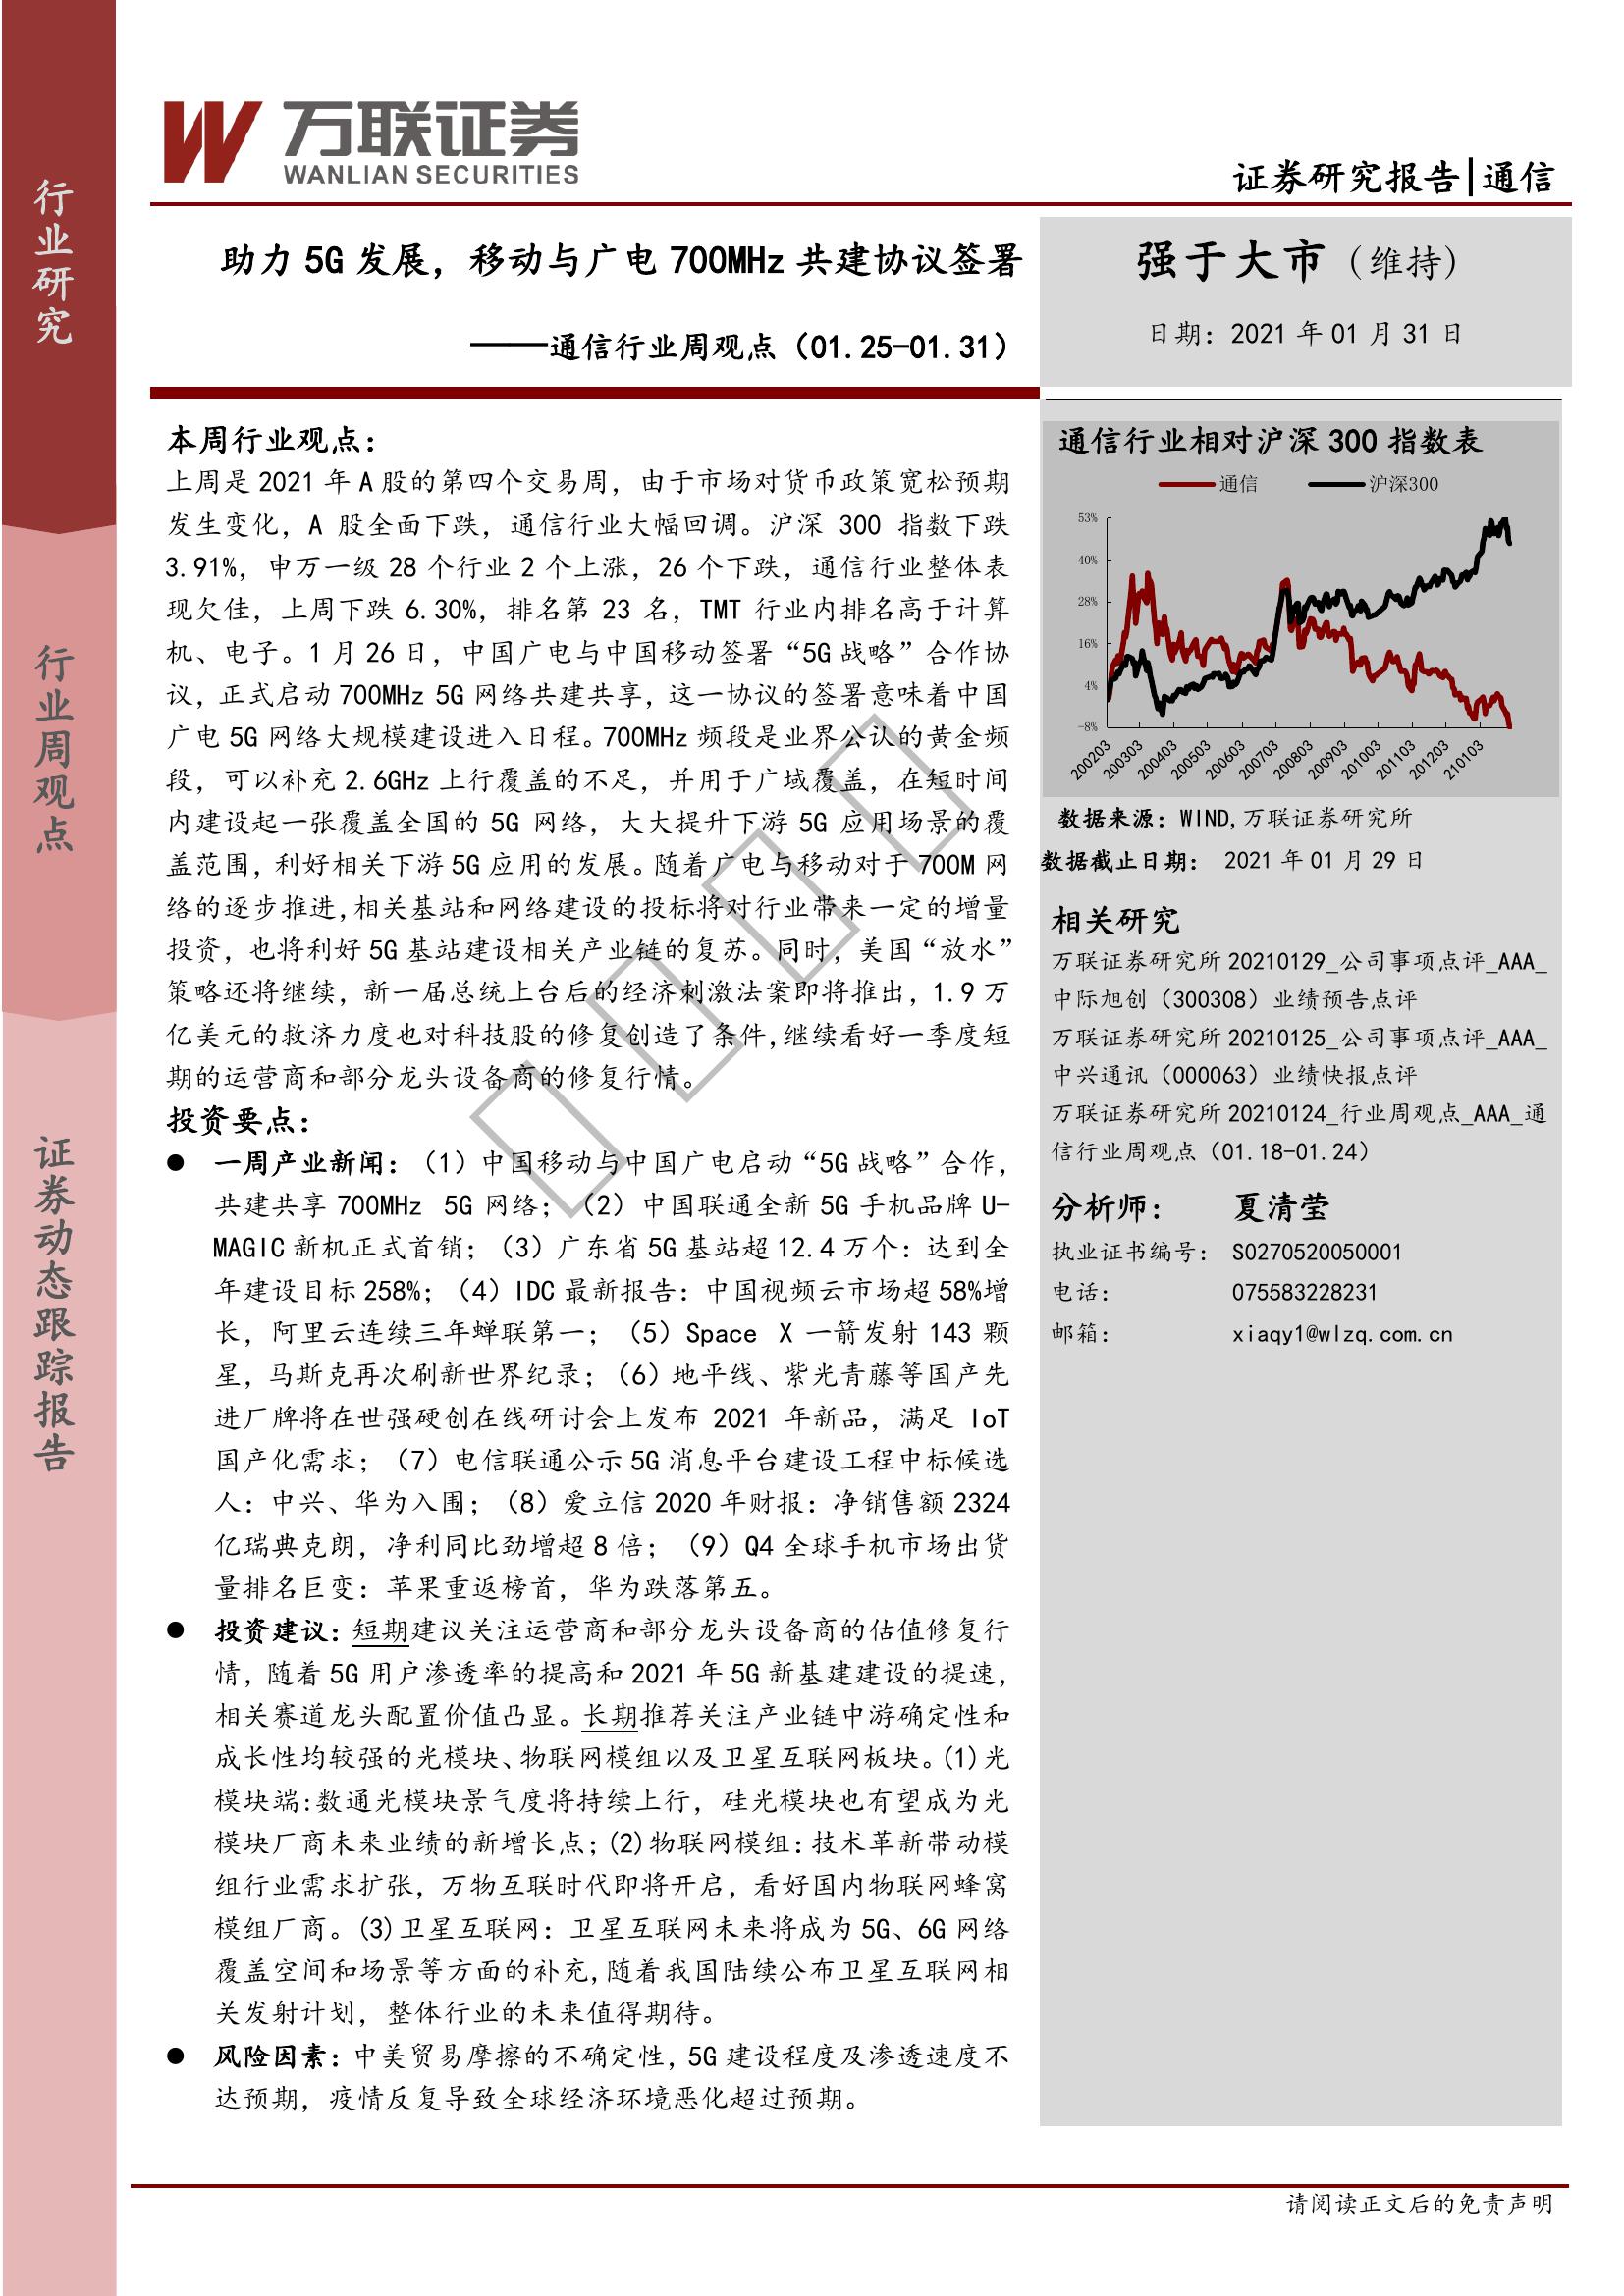 行业研究
行业周观点
证券动态跟踪报告
万联证券
WANLIAN SECURITIES
证券研究报告|通信
助力 5G 发展，移动与广电 700MHz 共建协议签署
——通信行业周观点（01.25-01.31）
强于大市（维持）
日期：2021 年 01 月 31 日
本周行业观点：
上周是 2021 年 A 股的第四个交易周，由于市场对货币政策宽松预期
发生变化，A 股全面下跌，通信行业大幅回调。沪深 300 指数下跌
3.91%，申万一级 28 个行业 2 个上涨，26 个下跌，通信行业整体表
现欠佳，上周下跌 6.30%，排名第 23 名，TMT 行业内排名高于计算
机、电子。1 月 26 日，中国广电与中国移动签署“5G 战略”合作协
议，正式启动 700MHz 5G 网络共建共享，这一协议的签署意味着中国
广电 5G 网络大规模建设进入日程。700MHz 频段是业界公认的黄金频
段，可以补充 2.6GHz 上行覆盖的不足，并用于广域覆盖，在短时间
内建设起一张覆盖全国的 5G 网络，大大提升下游 5G 应用场景的覆
盖范围，利好相关下游 5G 应用的发展。随着广电与移动对于 700M 网
络的逐步推进,相关基站和网络建设的投标将对行业带来一定的增量
投资，也将利好 5G 基站建设相关产业链的复苏。同时，美国“放水”
策略还将继续，新一届总统上台后的经济刺激法案即将推出，1.9 万
亿美元的救济力度也对科技股的修复创造了条件,继续看好一季度短
期的运营商和部分龙头设备商的修复行情。
投资要点：
● 一周产业新闻：（1）中国移动与中国广电启动“5G 战略”合作，
共建共享 700MHz 5G 网络；（2）中国联通全新 5G 手机品牌 U-
MAGIC 新机正式首销；（3）广东省 5G 基站超 12.4 万个：达到全
年建设目标 258%；（4）IDC 最新报告：中国视频云市场超 58%增
长，阿里云连续三年蝉联第一；（5）Space X 一箭发射 143 颗
星，马斯克再次刷新世界纪录；（6）地平线、紫光青藤等国产先
进厂牌将在世强硬创在线研讨会上发布 2021 年新品，满足 IoT
国产化需求；（7）电信联通公示 5G 消息平台建设工程中标候选
人：中兴、华为入围；（8）爱立信 2020 年财报：净销售额 2324
亿瑞典克朗，净利同比劲增超 8 倍；（9）Q4 全球手机市场出货
量排名巨变：苹果重返榜首，华为跌落第五。
● 投资建议：短期建议关注运营商和部分龙头设备商的估值修复行
情，随着 5G 用户渗透率的提高和 2021 年 5G 新基建建设的提速，
相关赛道龙头配置价值凸显。长期推荐关注产业链中游确定性和
成长性均较强的光模块、物联网模组以及卫星互联网板块。(1)光
模块端:数通光模块景气度将持续上行，硅光模块也有望成为光
模块厂商未来业绩的新增长点；(2)物联网模组：技术革新带动模
组行业需求扩张，万物互联时代即将开启，看好国内物联网蜂窝
模组厂商。(3)卫星互联网：卫星互联网未来将成为 5G、6G 网络
覆盖空间和场景等方面的补充,随着我国陆续公布卫星互联网相
关发射计划，整体行业的未来值得期待。
● 风险因素：中美贸易摩擦的不确定性，5G 建设程度及渗透速度不
达预期，疫情反复导致全球经济环境恶化超过预期。
通信行业相对沪深 300 指数表
通信 沪深300
53%
40%
28%
16%
4%
-8%
200203 200303 200403 200503 200603 200703 200803 200903 201003 201103 201203 210103
数据来源：WIND,万联证券研究所
数据截止日期： 2021 年 01 月 29 日
相关研究
万联证券研究所 20210129_公司事项点评_AAA_
中际旭创（300308）业绩预告点评
万联证券研究所 20210125_公司事项点评_AAA_
中兴通讯（000063）业绩快报点评
万联证券研究所 20210124_行业周观点_AAA_通
信行业周观点（01.18-01.24）
分析师： 夏清莹
执业证书编号： S0270520050001
电话： 075583228231
邮箱： xiaqy1@wlzq.com.cn
请阅读正文后的免责声明